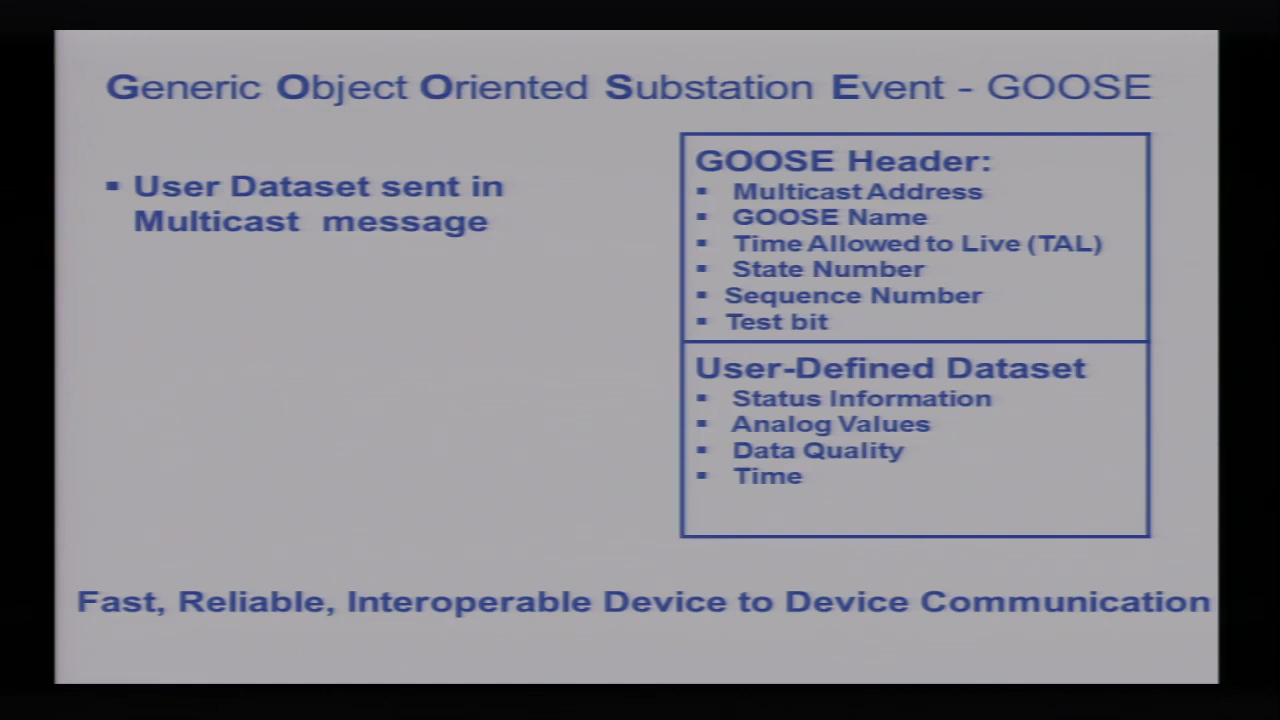 Generic Object Oriented Substation Event - GOOSE
▪ User Dataset sent in
Multicast message
GOOSE Header:
▪ Multicast Address
▪ GOOSE Name
▪ Time Allowed to Live (TAL)
▪ State Number
▪ Sequence Number
▪ Test bit
User-Defined Dataset
▪ Status Information
▪ Analog Values
▪ Data Quality
▪ Time
Fast, Reliable, Interoperable Device to Device Communication